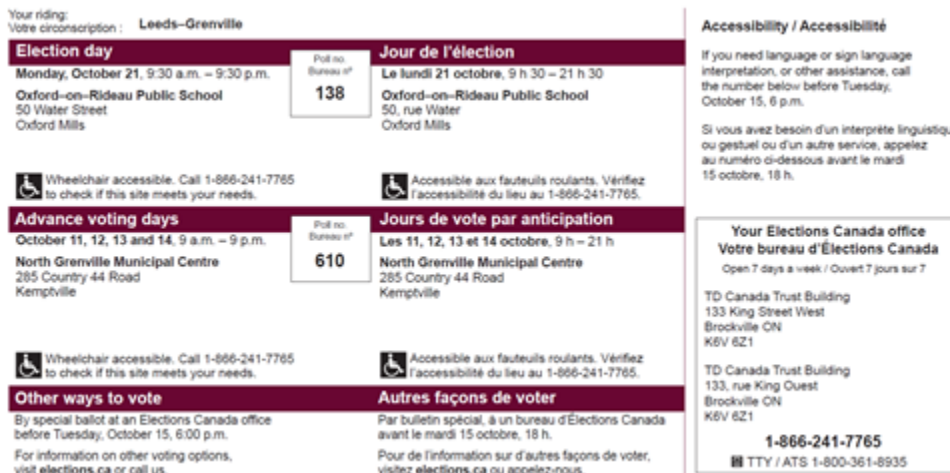 Your riding:
Votre circonscription : Leeds–Grenville
Election day
Monday, October 21, 9:30 a.m. – 9:30 p.m.
Oxford–on–Rideau Public School
50 Water Street
Oxford Mills
Wheelchair accessible. Call 1-866-241-7765
to check if this site meets your needs.
Poll no.
Bureau nº
138
Jour de l'élection
Le lundi 21 octobre, 9 h 30 – 21 h 30
Oxford–on–Rideau Public School
50, rue Water
Oxford Mills
Accessible aux fauteuils roulants. Vérifiez
l'accessibilité du lieu au 1-866-241-7765.
Advance voting days
October 11, 12, 13 and 14, 9 a.m. – 9 p.m.
North Grenville Municipal Centre
285 Country 44 Road
Kemptville
Wheelchair accessible. Call 1-866-241-7765
to check if this site meets your needs.
Poll no.
Bureau nº
610
Jours de vote par anticipation
Les 11, 12, 13 et 14 octobre, 9 h – 21 h
North Grenville Municipal Centre
285 Country 44 Road
Kemptville
Accessible aux fauteuils roulants. Vérifiez
l'accessibilité du lieu au 1-866-241-7765.
Other ways to vote
By special ballot at an Elections Canada office
before Tuesday, October 15, 6:00 p.m.
For information on other voting options,
visit elections.ca or call us.
Autres façons de voter
Par bulletin spécial, à un bureau d'Élections Canada
avant le mardi 15 octobre, 18 h.
Pour de l'information sur d'autres façons de voter,
visitez elections.ca ou appelez-nous.
Accessibility / Accessibilité
If you need language or sign language
interpretation, or other assistance, call
the number below before Tuesday,
October 15, 6 p.m.
Si vous avez besoin d'un interprète linguistiq
ou gestuel ou d'un autre service, appelez
au numéro ci-dessous avant le mardi
15 octobre, 18 h.
Your Elections Canada office
Votre bureau d'Élections Canada
Open 7 days a week / Ouvert 7 jours sur 7
TD Canada Trust Building
133 King Street West
Brockville ON
K6V 6Z1
TD Canada Trust Building
133, rue King Ouest
Brockville ON
K6V 6Z1
1-866-241-7765
TTY / ATS 1-800-361-8935